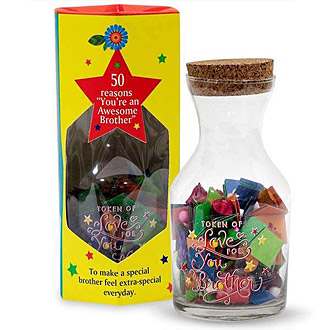 50
reasons
"You're an
Awesome
Brother"
TOKEN OF
Love
FOR
You
To make a special
brother feel extra-special
everyday.
TOKEN OF
Love
FOR
You
Brother